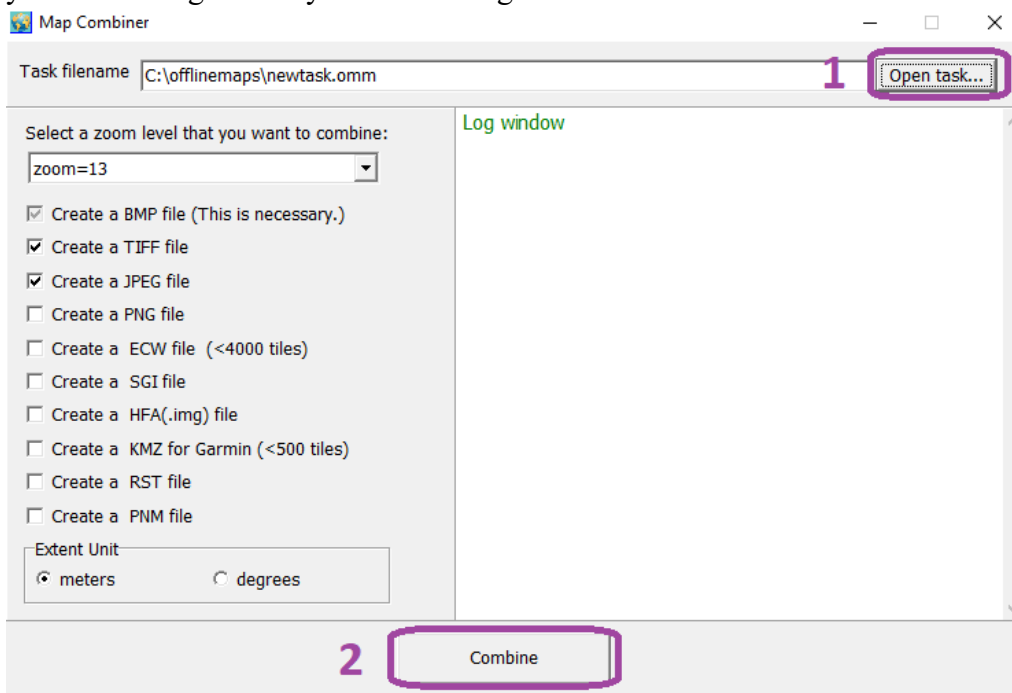 Map Combiner
Task filename C:\offlinemaps\newtask.omm 1 Open task...
Select a zoom level that you want to combine:
Log window
zoom=13
Create a BMP file (This is necessary.)
Create a TIFF file
Create a JPEG file
Create a PNG file
Create a ECW file (<4000 tiles)
Create a SGI file
Create a HFA(.img) file
Create a KMZ for Garmin (<500 tiles)
Create a RST file
Create a PNM file
Extent Unit
meters degrees
2 Combine